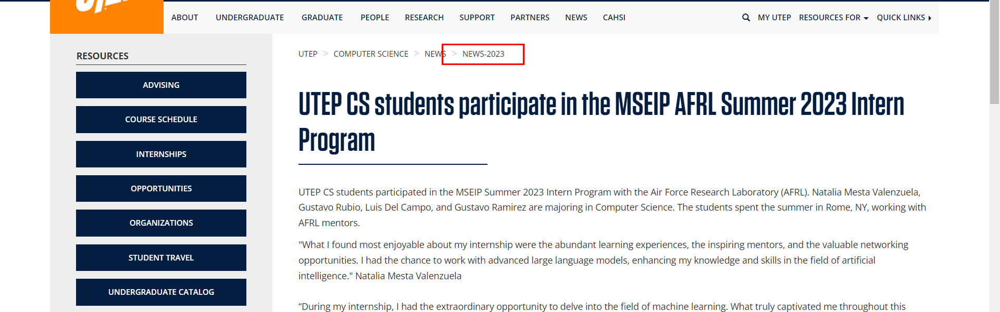 ABOUT UNDERGRADUATE GRADUATE PEOPLE RESEARCH SUPPORT PARTNERS NEWS CAHSI MY UTEP RESOURCES FOR QUICK LINKS
RESOURCES
ADVISING
COURSE SCHEDULE
INTERNSHIPS
OPPORTUNITIES
ORGANIZATIONS
STUDENT TRAVEL
UNDERGRADUATE CATALOG
UTEP > COMPUTER SCIENCE > NEWS > NEWS-2023
UTEP CS students participate in the MSEIP AFRL Summer 2023 Intern
Program
UTEP CS students participated in the MSEIP Summer 2023 Intern Program with the Air Force Research Laboratory (AFRL). Natalia Mesta Valenzuela,
Gustavo Rubio, Luis Del Campo, and Gustavo Ramirez are majoring in Computer Science. The students spent the summer in Rome, NY, working with
AFRL mentors.
"What I found most enjoyable about my internship were the abundant learning experiences, the inspiring mentors, and the valuable networking
opportunities. I had the chance to work with advanced large language models, enhancing my knowledge and skills in the field of artificial
intelligence." Natalia Mesta Valenzuela
“During my internship, I had the extraordinary opportunity to delve into the field of machine learning. What truly captivated me throughout this